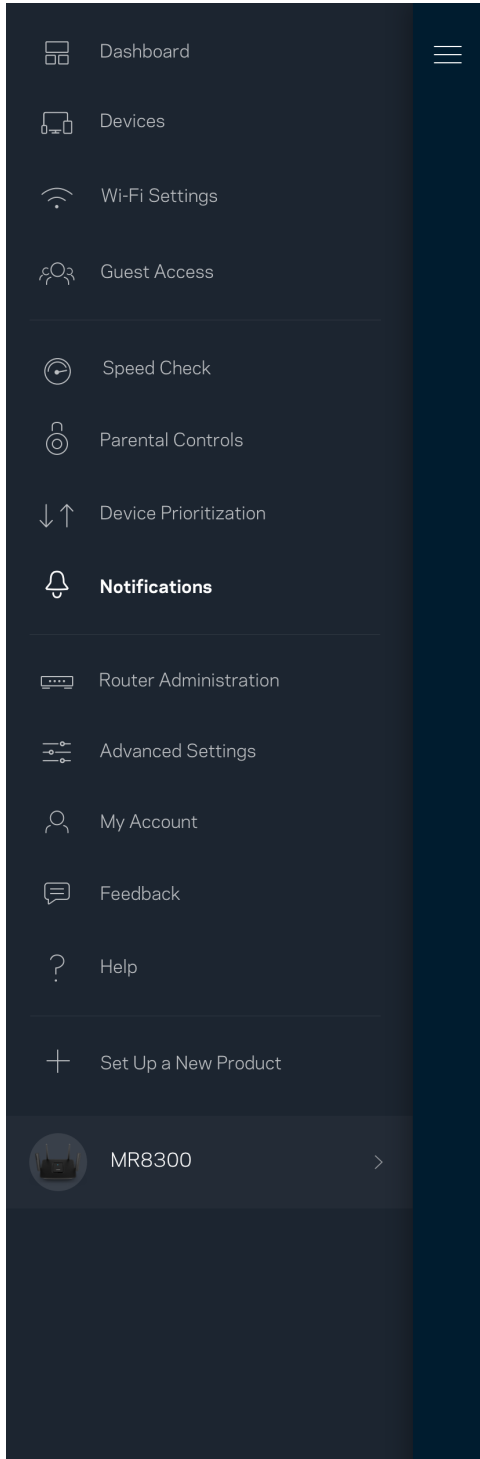 Dashboard
Devices
Wi-Fi Settings
Guest Access
Speed Check
Parental Controls
Device Prioritization
Notifications
Router Administration
Advanced Settings
My Account
Feedback
Help
Set Up a New Product
MR8300